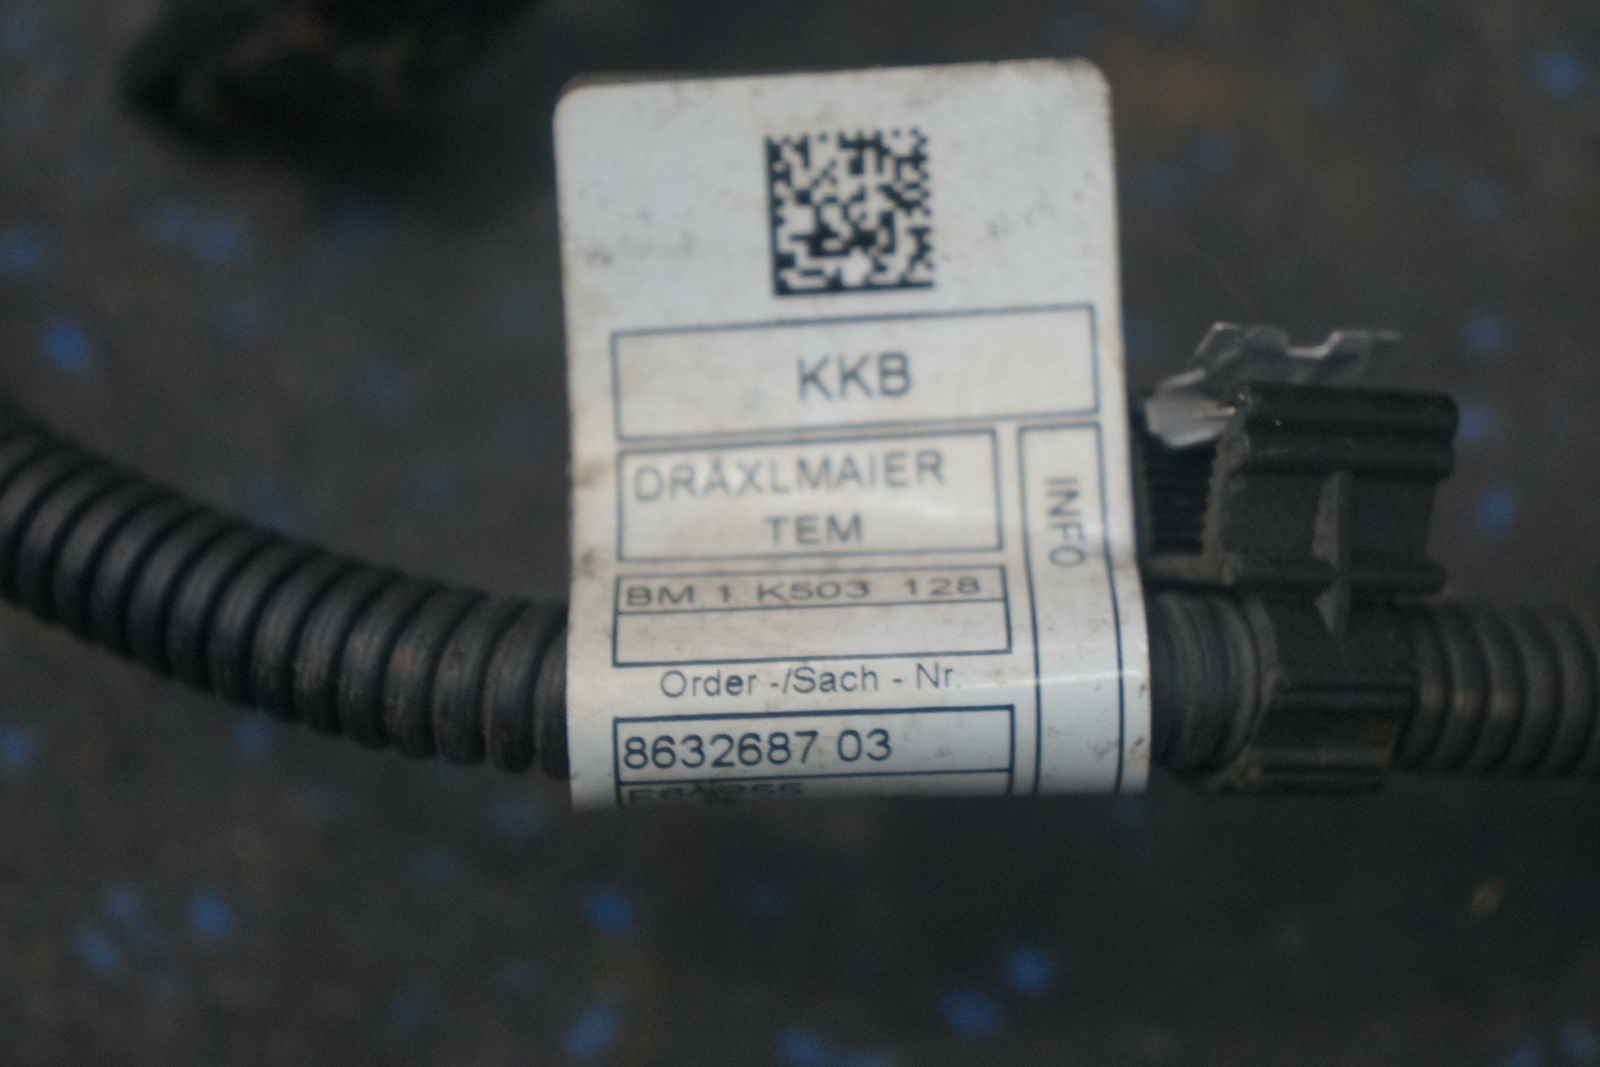 KKB
DRÄXLMAIER
TEM
INFO
BM 1 K503 128
Order -/Sach - Nr.
8632687 03